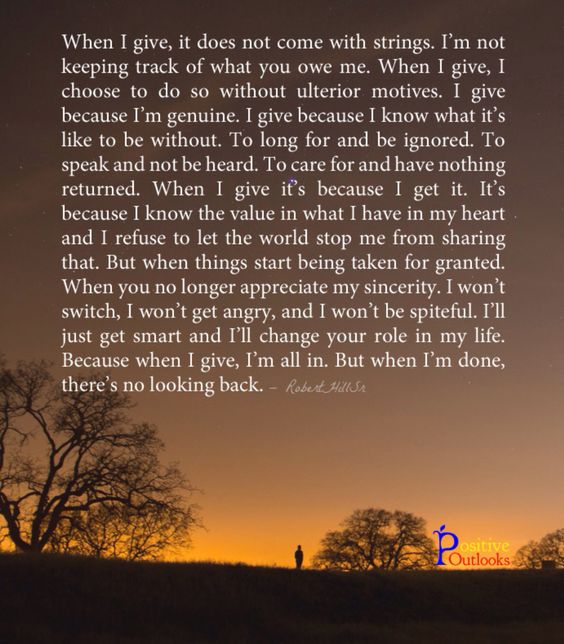 When I give, it does not come with strings. I’m not
keeping track of what you owe me. When I give, I
choose to do so without ulterior motives. I give
because I’m genuine. I give because I know what it’s
like to be without. To long for and be ignored. To
speak and not be heard. To care for and have nothing
returned. When I give it’s because I get it. It’s
because I know the value in what I have in my heart
and I refuse to let the world stop me from sharing
that. But when things start being taken for granted.
When you no longer appreciate my sincerity. I won’t
switch, I won’t get angry, and I won’t be spiteful. I’ll
just get smart and I’ll change your role in my life.
Because when I give, I’m all in. But when I’m done,
there’s no looking back. – Robert Hill Sr
Positive
Outlooks